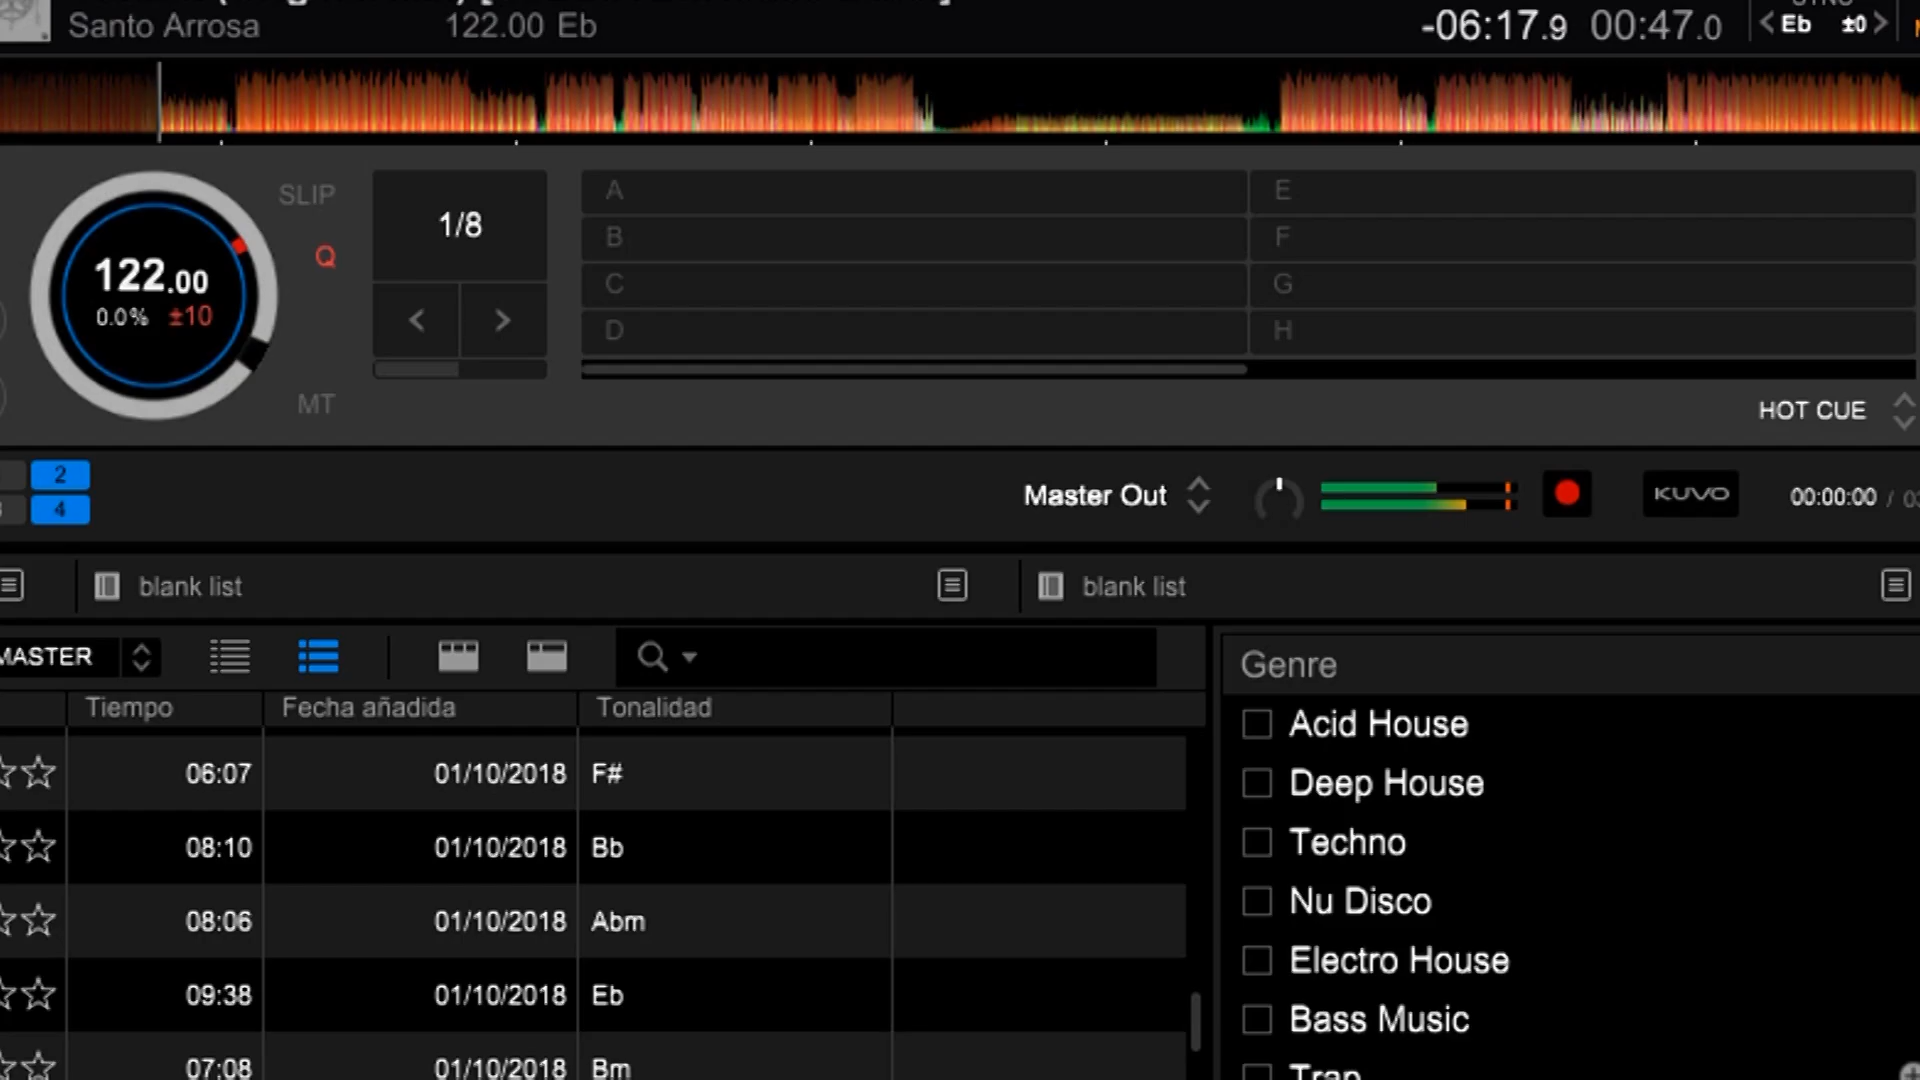 Santo Arrosa 122.00 Eb -06:17.9 00:47.0 < Eb ±0 >
SLIP
1/8
A E
Q
B F
122.00
C G
0.0% ±10
< >
D H
MT
HOT CUE
2
4
Master Out
KUVO
00:00:00 /
blank list
blank list
MASTER
Genre
Tiempo Fecha añadida Tonalidad
Acid House
06:07 01/10/2018 F#
Deep House
08:10 01/10/2018 Bb
Techno
08:06 01/10/2018 Abm
Nu Disco
09:38 01/10/2018 Eb
Electro House
Bass Music
07:08 01/10/2018 Bm
Trap